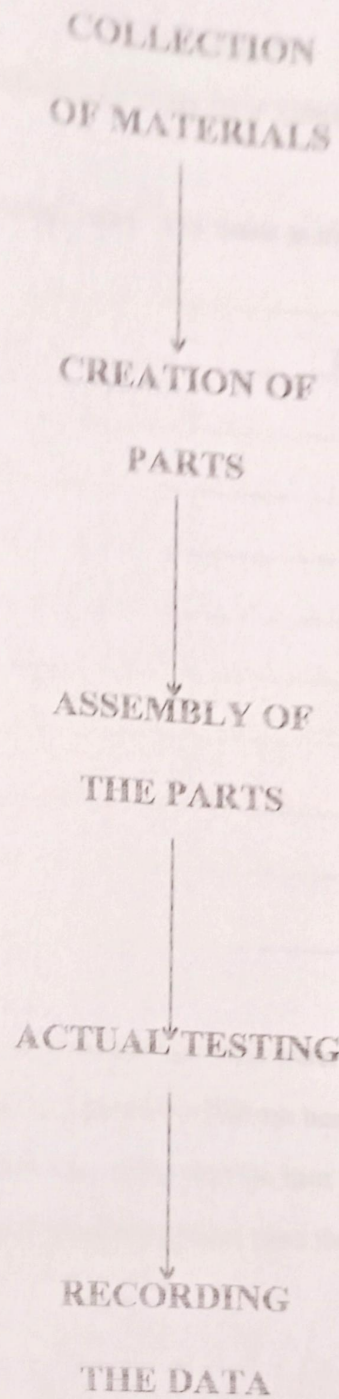 COLLECTION
OF MATERIALS
CREATION OF
PARTS
ASSEMBLY OF
THE PARTS
ACTUAL TESTING
RECORDING
THE DATA